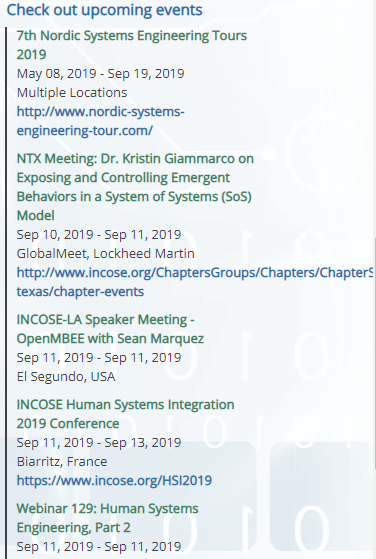 Check out upcoming events
7th Nordic Systems Engineering Tours
2019
May 08, 2019 - Sep 19, 2019
Multiple Locations
http://www.nordic-systems-
engineering-tour.com/
NTX Meeting: Dr. Kristin Giammarco on
Exposing and Controlling Emergent
Behaviors in a System of Systems (SoS)
Model
Sep 10, 2019 - Sep 11, 2019
GlobalMeet, Lockheed Martin
http://www.incose.org/ChaptersGroups/Chapters/ChapterS
texas/chapter-events
INCOSE-LA Speaker Meeting -
OpenMBEE with Sean Marquez
Sep 11, 2019 - Sep 11, 2019
El Segundo, USA
INCOSE Human Systems Integration
2019 Conference
Sep 11, 2019 - Sep 13, 2019
Biarritz, France
https://www.incose.org/HSI2019
Webinar 129: Human Systems
Engineering, Part 2
Sep 11, 2019 - Sep 11, 2019